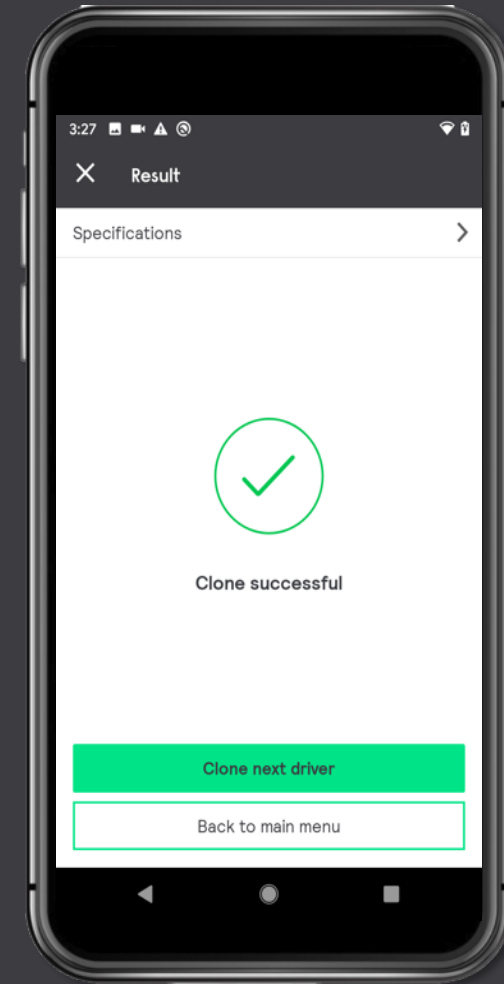 3:27
Result
Specifications
Clone successful
Clone next driver
Back to main menu